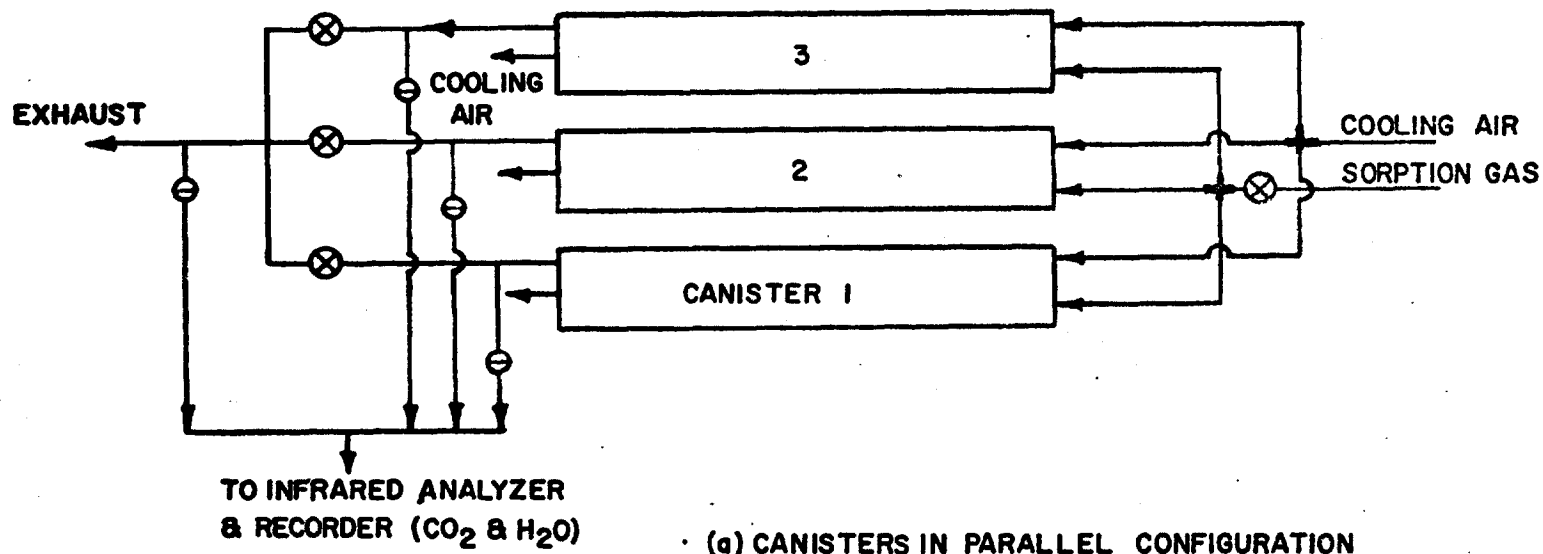 3
COOLING
AIR
EXHAUST
2
COOLING AIR
SORPTION GAS
CANISTER 1
TO INFRARED ANALYZER
& RECORDER (CO2 & H2O)
(a) CANISTERS IN PARALLEL CONFIGURATION